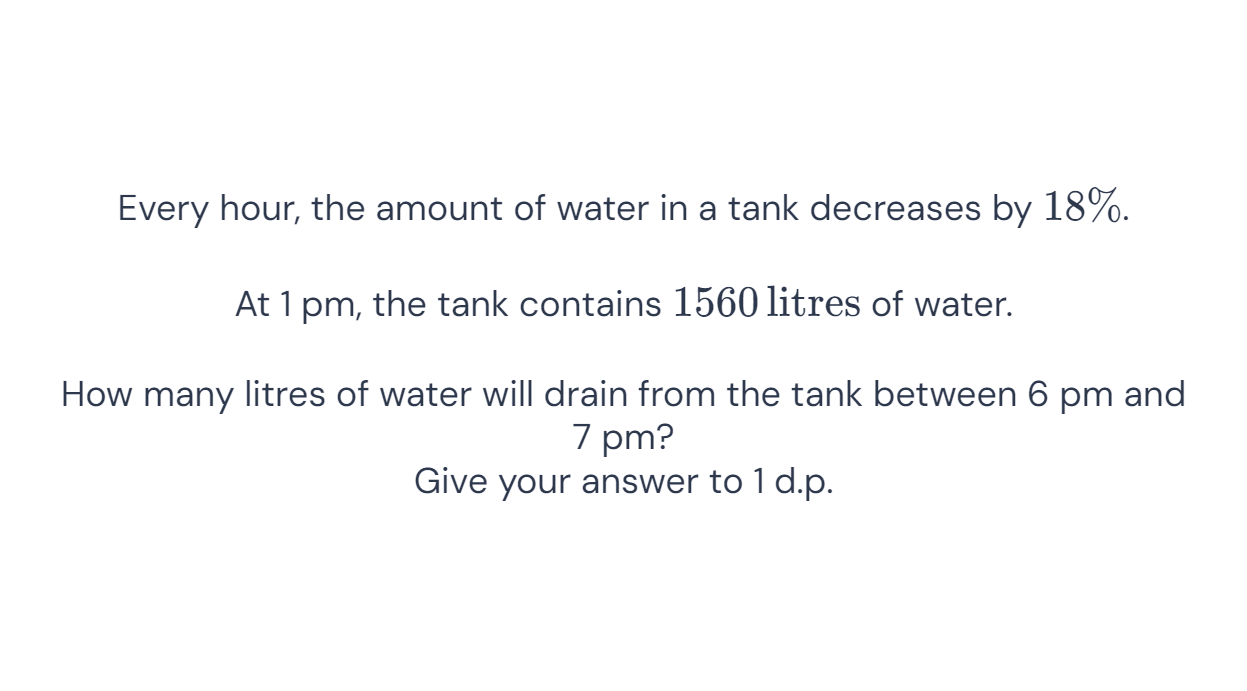 Every hour, the amount of water in a tank decreases by 18%.
At 1 pm, the tank contains 1560 litres of water.
How many litres of water will drain from the tank between 6 pm and
7 pm?
Give your answer to 1 d.p.